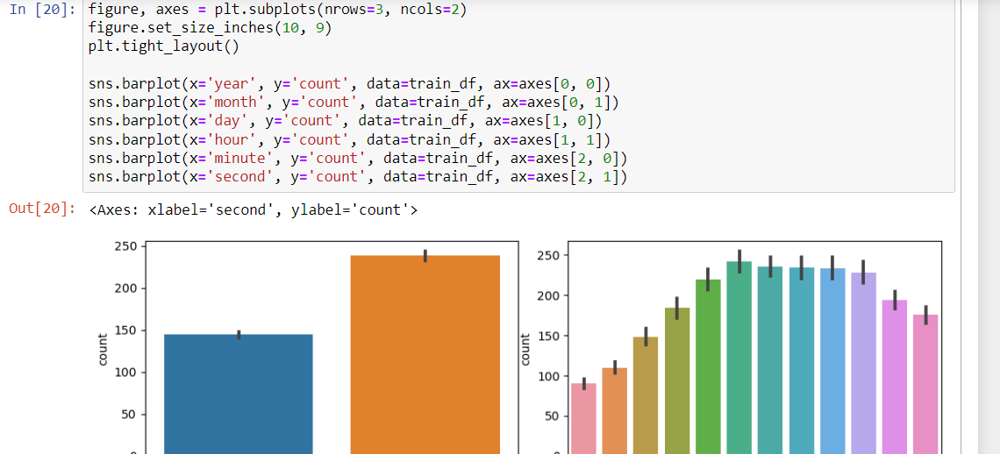 In [20]: figure, axes = plt.subplots(nrows=3, ncols=2)
figure.set_size_inches(10, 9)
plt.tight_layout()
sns.barplot(x='year', y='count', data=train_df, ax=axes[0, 0])
sns.barplot(x='month', y='count', data=train_df, ax=axes[0, 1])
sns.barplot(x='day', y='count', data=train_df, ax=axes[1, 0])
sns.barplot(x='hour', y='count', data=train_df, ax=axes[1, 1])
sns.barplot(x='minute', y='count', data=train_df, ax=axes[2, 0])
sns.barplot(x='second', y='count', data=train_df, ax=axes[2, 1])
Out[20]: <Axes: xlabel='second', ylabel='count'>
250
200
150
100
50
count
250
200
150
100
50
count